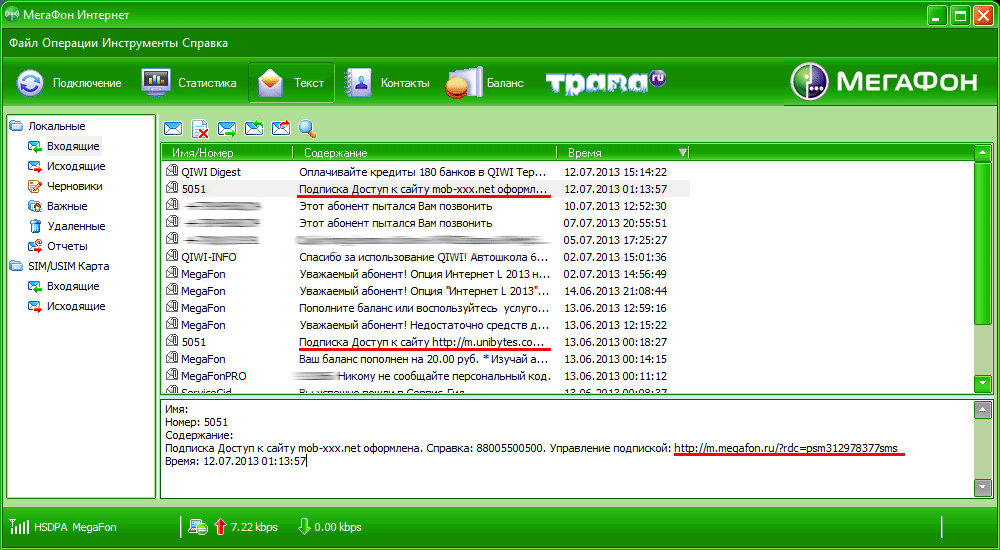 МегаФон Интернет
Файл Операции Инструменты Справка
Подключение Статистика Текст Контакты Баланс трава.ru МегаФон
Локальные
Входящие
Исходящие
Черновики
Важные
Удаленные
Отчеты
SIM/USIM Карта
Входящие
Исходящие
Имя/Номер Содержание Время
QIWI Digest Оплачивайте кредиты 180 банков в QIWI Тер... 12.07.2013 15:14:22
5051 Подписка Доступ к сайту mob-xxx.net оформл... 12.07.2013 01:13:57
Этот абонент пытался Вам позвонить 10.07.2013 12:52:30
Этот абонент пытался Вам позвонить 07.07.2013 20:55:51
05.07.2013 17:25:27
QIWI-INFO Спасибо за использование QIWI! Автошкола б... 02.07.2013 15:01:36
MegaFon Уважаемый абонент! Опция Интернет L 2013 н... 02.07.2013 14:56:49
MegaFon Уважаемый абонент! Опция "Интернет L 2013"... 14.06.2013 21:08:44
MegaFon Пополните баланс или воспользуйтесь услуго... 13.06.2013 12:59:16
MegaFon Уважаемый абонент! Недостаточно средств д... 13.06.2013 12:15:22
5051 Подписка Доступ к сайту http://m.unibytes.co... 13.06.2013 00:18:27
MegaFon Ваш баланс пополнен на 20.00 руб. * Изучай а... 13.06.2013 00:14:15
MegaFonPRO Никому не сообщайте персональный код. 13.06.2013 00:11:12
ServiceGid Вы успешно вошли в Сервис-Гид 13.06.2013 00:08:37
Имя:
Номер: 5051
Содержание:
Подписка Доступ к сайту mob-xxx.net оформлена. Справка: 88005500500. Управление подпиской: http://m.megafon.ru/?rdc=psm312978377sms
Время: 12.07.2013 01:13:57
HSDPA MegaFon 7.22 kbps 0.00 kbps